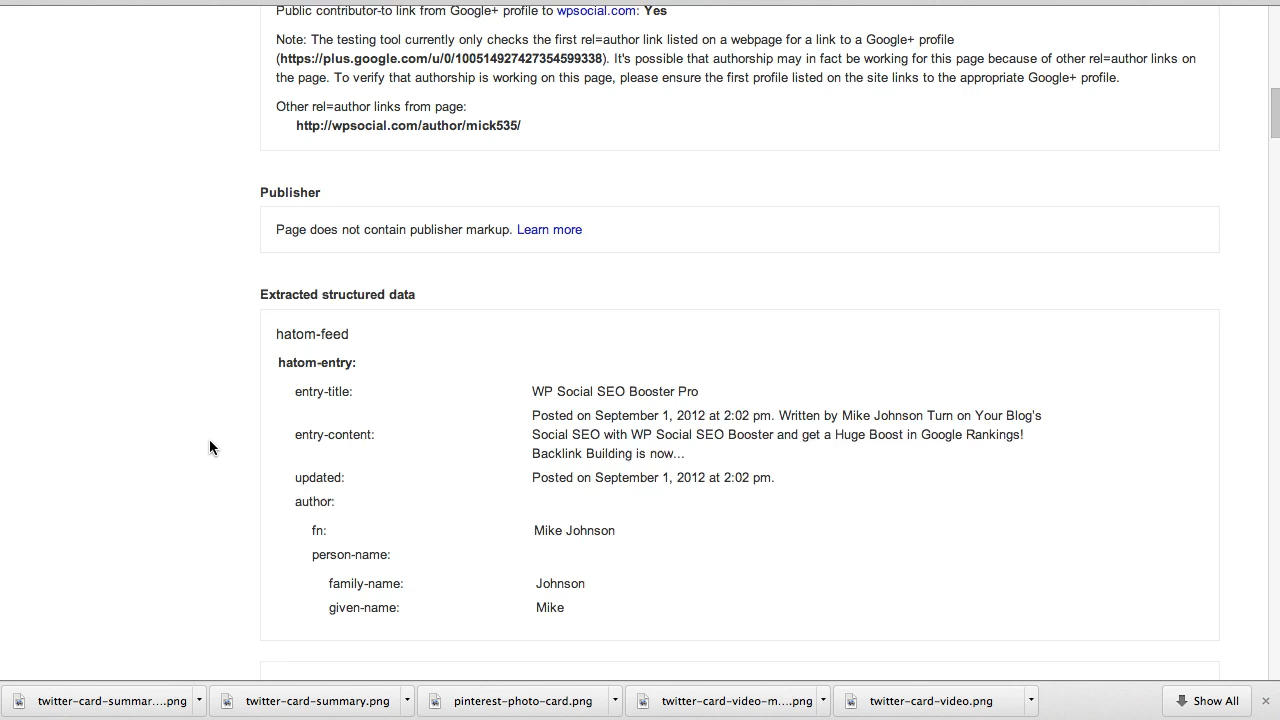 Public contributor-to link from Google+ profile to wpsocial.com: Yes
Note: The testing tool currently only checks the first rel=author link listed on a webpage for a link to a Google+ profile
(https://plus.google.com/u/0/100514927427354599338). It's possible that authorship may in fact be working for this page because of other rel=author links on
the page. To verify that authorship is working on this page, please ensure the first profile listed on the site links to the appropriate Google+ profile.
Other rel=author links from page:
http://wpsocial.com/author/mick535/
Publisher
Page does not contain publisher markup. Learn more
Extracted structured data
hatom-feed
hatom-entry:
entry-title: WP Social SEO Booster Pro
Posted on September 1, 2012 at 2:02 pm. Written by Mike Johnson Turn on Your Blog's
entry-content: Social SEO with WP Social SEO Booster and get a Huge Boost in Google Rankings!
Backlink Building is now...
updated: Posted on September 1, 2012 at 2:02 pm.
author:
fn: Mike Johnson
person-name:
family-name: Johnson
given-name: Mike
twitter-card-summar....png twitter-card-summary.png pinterest-photo-card.png twitter-card-video-m....png twitter-card-video.png Show All